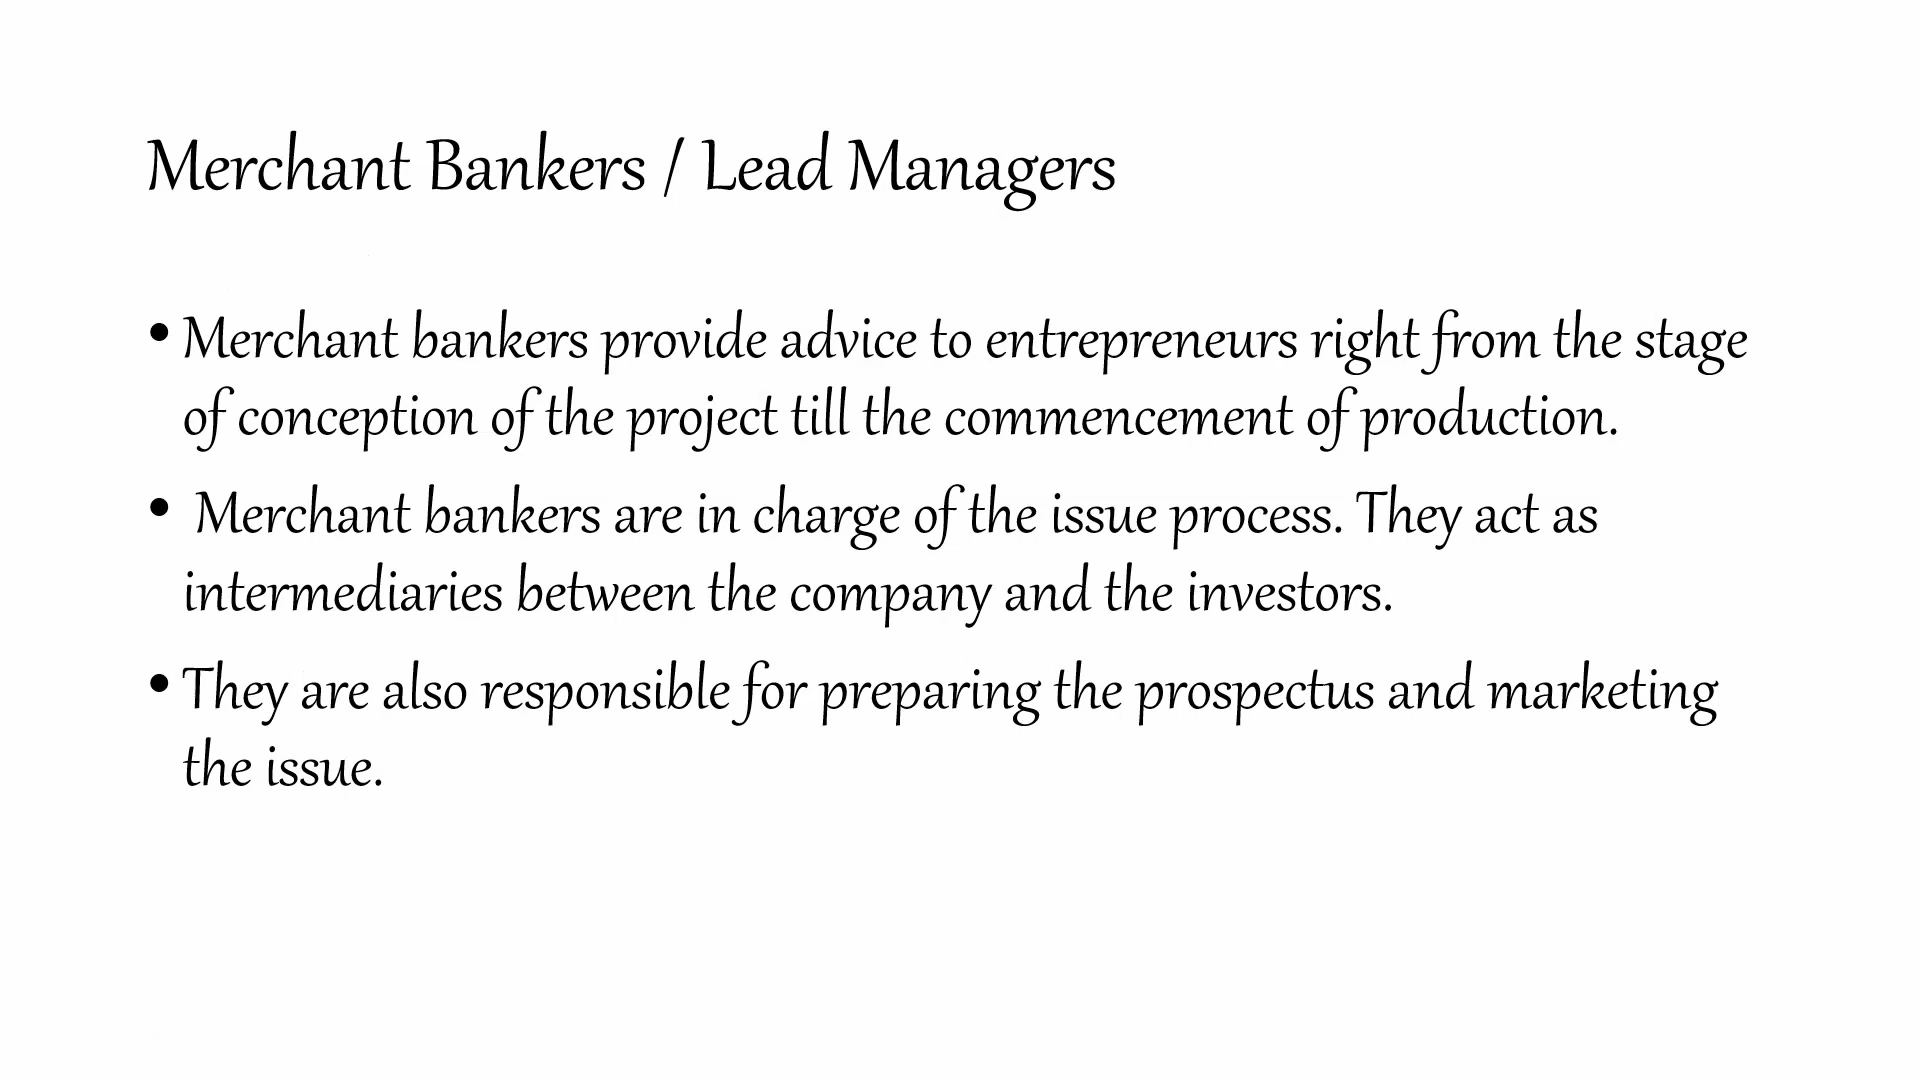 Merchant Bankers / Lead Managers
• Merchant bankers provide advice to entrepreneurs right from the stage
of conception of the project till the commencement of production.
• Merchant bankers are in charge of the issue process. They act as
intermediaries between the company and the investors.
• They are also responsible for preparing the prospectus and marketing
the issue.